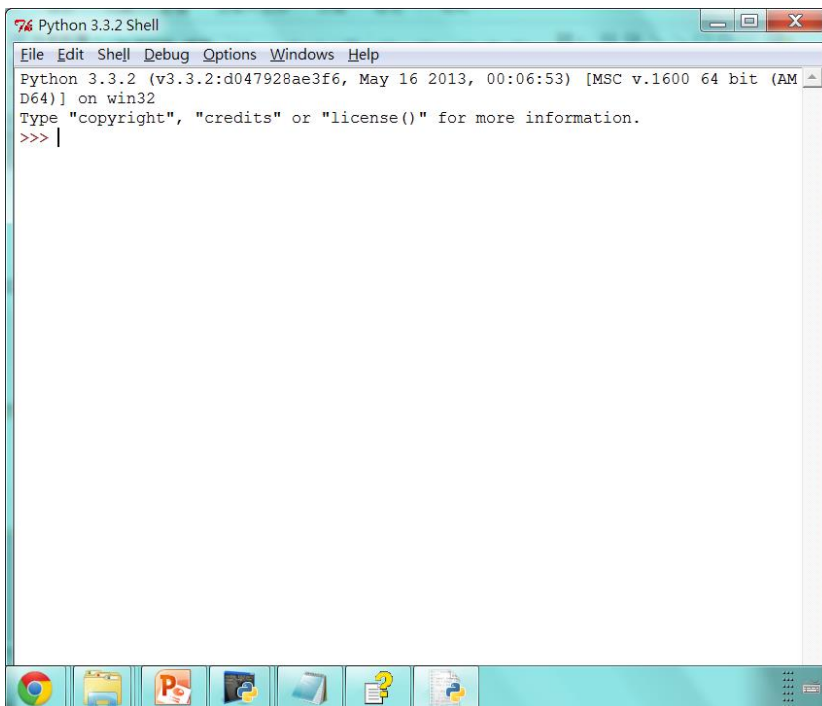 Python 3.3.2 Shell
File Edit Shell Debug Options Windows Help
Python 3.3.2 (v3.3.2:d047928ae3f6, May 16 2013, 00:06:53) [MSC v.1600 64 bit (AM
D64)] on win32
Type "copyright", "credits" or "license()" for more information.
>>>